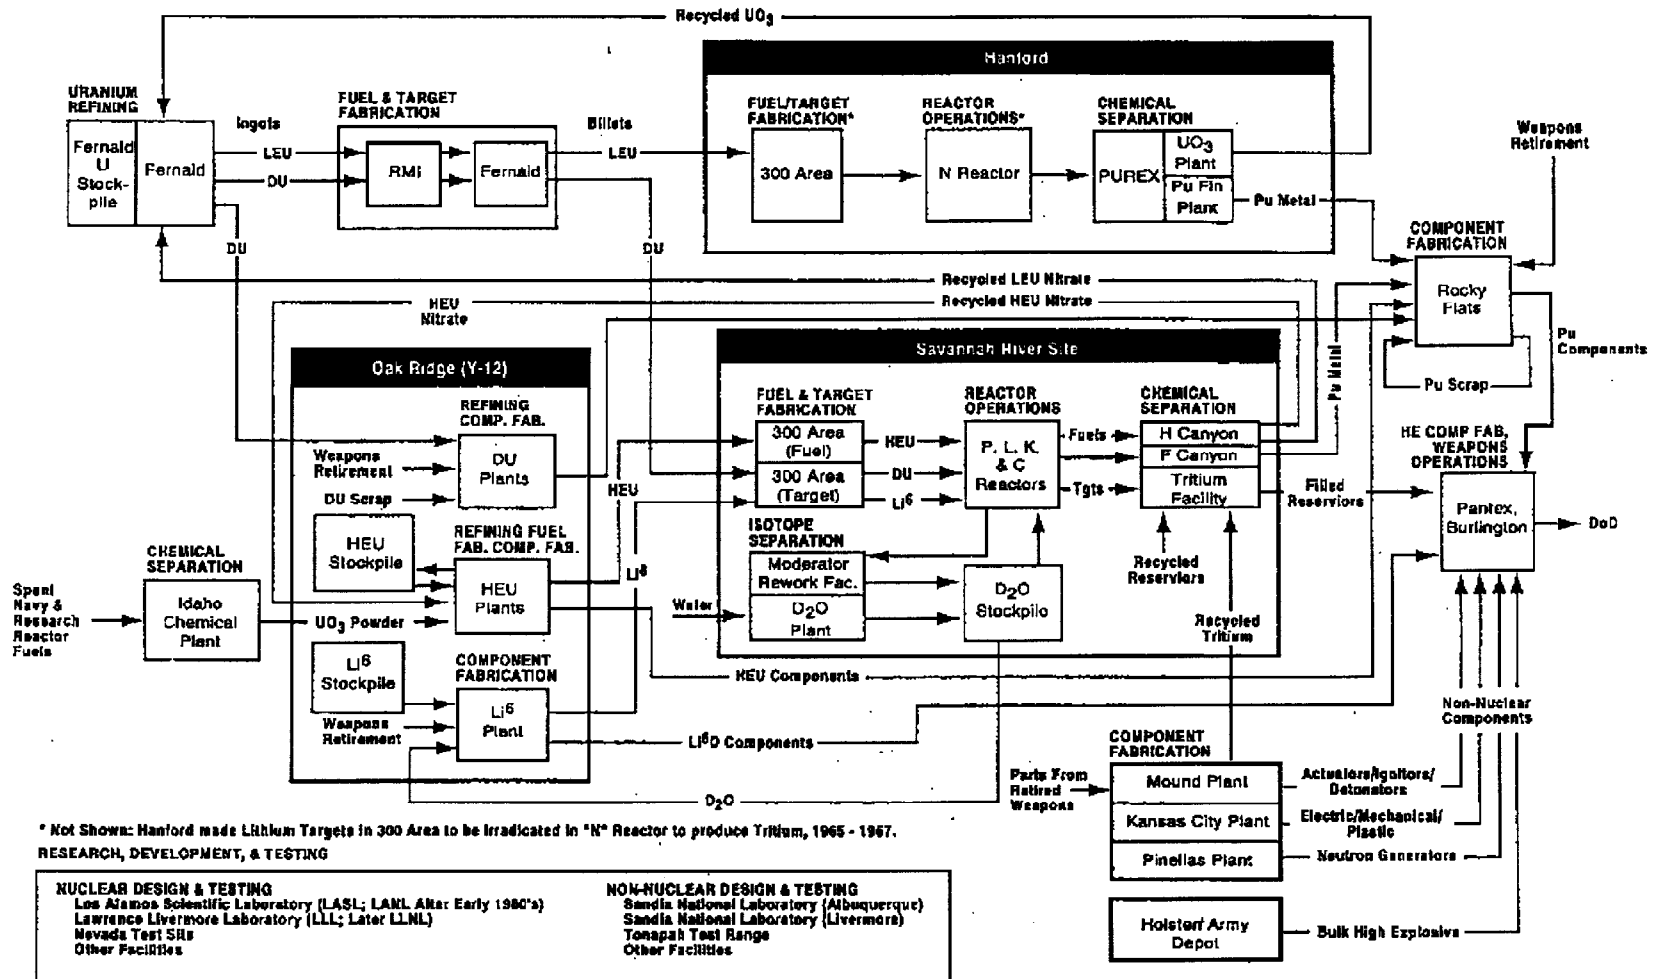 Recycled UO3
Hanford
URANIUM
REFINING
Fernald
LI
Stock-
pile
Fernald
Ingots
LEU
DU
DU
FUEL & TARGET
FABRICATION
RMI
Fernald
Billets
LEU
DU
FUEL/TARGET
FABRICATION*
300 Area
REACTOR
OPERATIONS*
N Reactor
CHEMICAL
SEPARATION
PUREX
UO3
Plant
Pu Fin
Plant
Pu Metal
Weapons
Retirement
COMPONENT
FABRICATION
Rocky
Flats
Pu
Components
Pu Scrap
Recycled LEU Nitrate
HEU
Nitrate
Recycled HEU Nitrate
Oak Ridge (Y-12)
REFINING
COMP. FAB.
DU
Plants
Weapons
Retirement
DU Scrap
HEU
Stockpile
REFINING FUEL
FAB. COMP. FAB.
HEU
Plants
UO3 Powder
Li6
Stockpile
COMPONENT
FABRICATION
Li6
Plant
Weapons
Retirement
HEU
Li6
CHEMICAL
SEPARATION
Idaho
Chemical
Plant
Spent
Navy &
Research
Reactor
Fuels
Savannah River Site
FUEL & TARGET
FABRICATION
300 Area
(Fuel)
300 Area
(Target)
HEU
DU
Li6
REACTOR
OPERATIONS
P. L. K.
& C
Reactors
Fuels
Tgts
CHEMICAL
SEPARATION
H Canyon
F Canyon
Tritium
Facility
Pu Metal
ISOTOPE
SEPARATION
Moderator
Rework Fac.
D2O
Plant
Water
D2O
Stockpile
Recycled
Reserviors
Recycled
Tritium
Filled
Reserviors
HE COMP FAB,
WEAPONS
OPERATIONS
Pantex,
Burlington
DoD
HEU Components
Li6D Components
D2O
Non-Nuclear
Components
COMPONENT
FABRICATION
Parts From
Retired
Weapons
Mound Plant
Kansas City Plant
Pinellas Plant
Actuators/Ignitors/
Detonators
Electric/Mechanical/
Plastic
Neutron Generators
Holston Army
Depot
Bulk High Explosive
* Not Shown: Hanford made Lithium Targets in 300 Area to be irradicated in "N" Reactor to produce Tritium, 1965 - 1967.
RESEARCH, DEVELOPMENT, & TESTING
NUCLEAR DESIGN & TESTING
Los Alamos Scientific Laboratory (LASL; LANL After Early 1980's)
Lawrence Livermore Laboratory (LLL; Later LLNL)
Nevada Test Site
Other Facilities
NON-NUCLEAR DESIGN & TESTING
Sandia National Laboratory (Albuquerque)
Sandia National Laboratory (Livermore)
Tonapah Test Range
Other Facilities